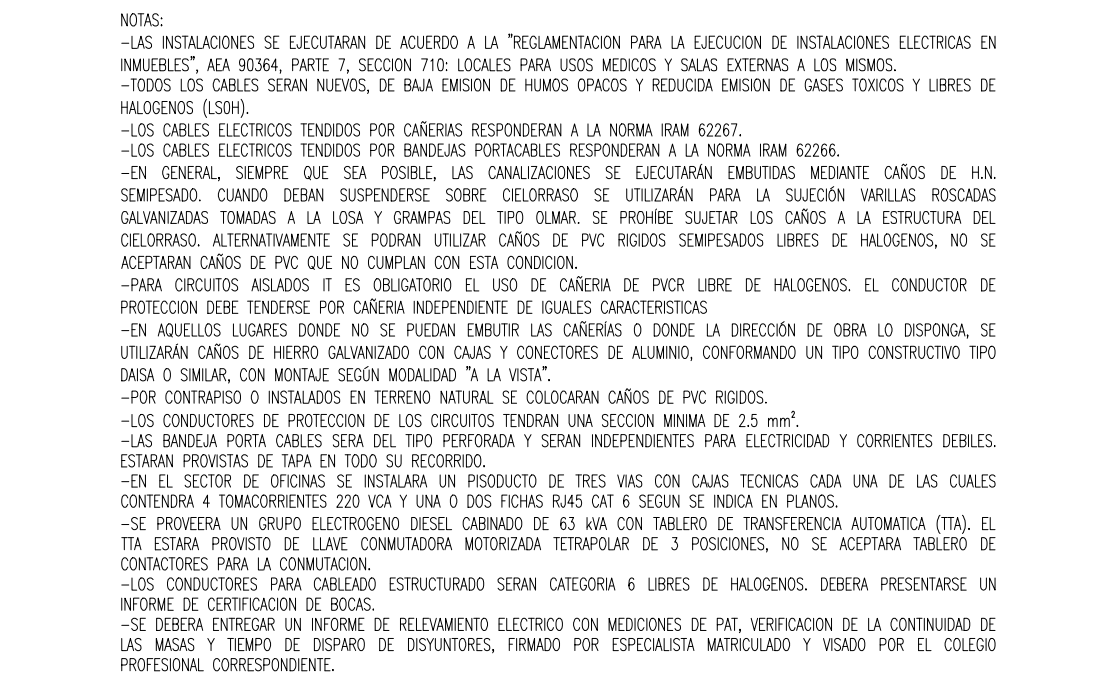 NOTAS:
-LAS INSTALACIONES SE EJECUTARAN DE ACUERDO A LA "REGLAMENTACION PARA LA EJECUCION DE INSTALACIONES ELECTRICAS EN
INMUEBLES", AEA 90364, PARTE 7, SECCION 710: LOCALES PARA USOS MEDICOS Y SALAS EXTERNAS A LOS MISMOS.
-TODOS LOS CABLES SERAN NUEVOS, DE BAJA EMISION DE HUMOS OPACOS Y REDUCIDA EMISION DE GASES TOXICOS Y LIBRES DE
HALOGENOS (LS0H).
-LOS CABLES ELECTRICOS TENDIDOS POR CAÑERIAS RESPONDERAN A LA NORMA IRAM 62267.
-LOS CABLES ELECTRICOS TENDIDOS POR BANDEJAS PORTACABLES RESPONDERAN A LA NORMA IRAM 62266.
-EN GENERAL, SIEMPRE QUE SEA POSIBLE, LAS CANALIZACIONES SE EJECUTARÁN EMBUTIDAS MEDIANTE CAÑOS DE H.N.
SEMIPESADO. CUANDO DEBAN SUSPENDERSE SOBRE CIELORRASO SE UTILIZARÁN PARA LA SUJECIÓN VARILLAS ROSCADAS
GALVANIZADAS TOMADAS A LA LOSA Y GRAMPAS DEL TIPO OLMAR. SE PROHÍBE SUJETAR LOS CAÑOS A LA ESTRUCTURA DEL
CIELORRASO. ALTERNATIVAMENTE SE PODRAN UTILIZAR CAÑOS DE PVC RIGIDOS SEMIPESADOS LIBRES DE HALOGENOS, NO SE
ACEPTARAN CAÑOS DE PVC QUE NO CUMPLAN CON ESTA CONDICION.
-PARA CIRCUITOS AISLADOS IT ES OBLIGATORIO EL USO DE CAÑERIA DE PVCR LIBRE DE HALOGENOS. EL CONDUCTOR DE
PROTECCION DEBE TENDERSE POR CAÑERIA INDEPENDIENTE DE IGUALES CARACTERISTICAS
-EN AQUELLOS LUGARES DONDE NO SE PUEDAN EMBUTIR LAS CAÑERÍAS O DONDE LA DIRECCIÓN DE OBRA LO DISPONGA, SE
UTILIZARÁN CAÑOS DE HIERRO GALVANIZADO CON CAJAS Y CONECTORES DE ALUMINIO, CONFORMANDO UN TIPO CONSTRUCTIVO TIPO
DAISA O SIMILAR, CON MONTAJE SEGÚN MODALIDAD "A LA VISTA".
-POR CONTRAPISO O INSTALADOS EN TERRENO NATURAL SE COLOCARAN CAÑOS DE PVC RIGIDOS.
-LOS CONDUCTORES DE PROTECCION DE LOS CIRCUITOS TENDRAN UNA SECCION MINIMA DE 2.5 mm².
-LAS BANDEJA PORTA CABLES SERA DEL TIPO PERFORADA Y SERAN INDEPENDIENTES PARA ELECTRICIDAD Y CORRIENTES DEBILES.
ESTARAN PROVISTAS DE TAPA EN TODO SU RECORRIDO.
-EN EL SECTOR DE OFICINAS SE INSTALARA UN PISODUCTO DE TRES VIAS CON CAJAS TECNICAS CADA UNA DE LAS CUALES
CONTENDRA 4 TOMACORRIENTES 220 VCA Y UNA O DOS FICHAS RJ45 CAT 6 SEGUN SE INDICA EN PLANOS.
-SE PROVEERA UN GRUPO ELECTROGENO DIESEL CABINADO DE 63 kVA CON TABLERO DE TRANSFERENCIA AUTOMATICA (TTA). EL
TTA ESTARA PROVISTO DE LLAVE CONMUTADORA MOTORIZADA TETRAPOLAR DE 3 POSICIONES, NO SE ACEPTARA TABLERO DE
CONTACTORES PARA LA CONMUTACION.
-LOS CONDUCTORES PARA CABLEADO ESTRUCTURADO SERAN CATEGORIA 6 LIBRES DE HALOGENOS. DEBERA PRESENTARSE UN
INFORME DE CERTIFICACION DE BOCAS.
-SE DEBERA ENTREGAR UN INFORME DE RELEVAMIENTO ELECTRICO CON MEDICIONES DE PAT, VERIFICACION DE LA CONTINUIDAD DE
LAS MASAS Y TIEMPO DE DISPARO DE DISYUNTORES, FIRMADO POR ESPECIALISTA MATRICULADO Y VISADO POR EL COLEGIO
PROFESIONAL CORRESPONDIENTE.